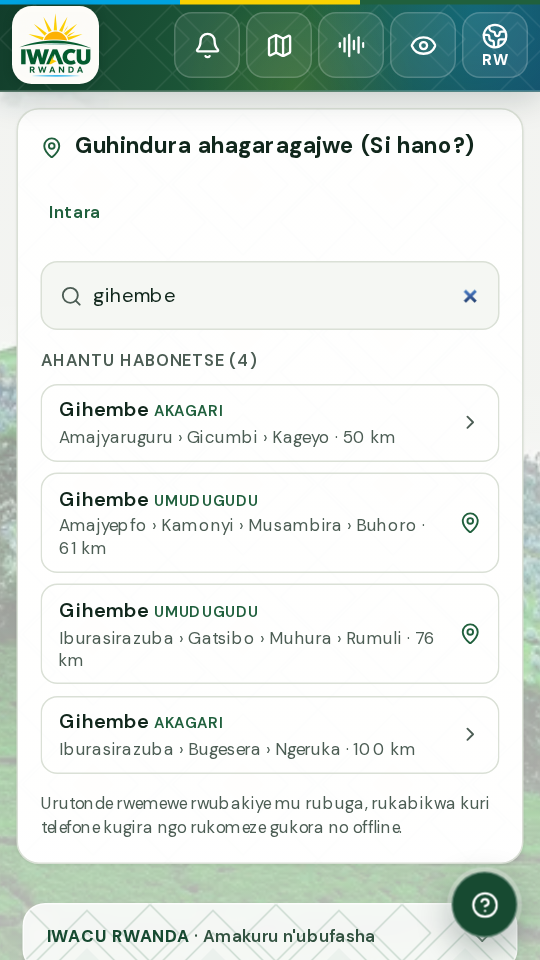 IWACU
RWANDA
RW
Guhindura ahagaragajwe (Si hano?)
Intara
gihembe
AHANTU HABONETSE (4)
Gihembe AKAGARI
Amajyaruguru › Gicumbi › Kageyo · 50 km
Gihembe UMUDUGUDU
Amajyepfo › Kamonyi › Musambira › Buhoro ·
61 km
Gihembe UMUDUGUDU
Iburasirazuba › Gatsibo › Muhura › Rumuli · 76
km
Gihembe AKAGARI
Iburasirazuba › Bugesera › Ngeruka · 100 km
Urutonde rwemewe rwubakiye mu rubuga, rukabikwa kuri
telefone kugira ngo rukomeze gukora no offline.
IWACU RWANDA · Amakuru n'ubufasha